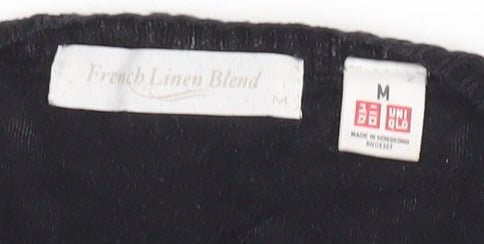 French Linen Blend
M
M
ユニ UNI
クロ QLO
MADE IN HONGKONG